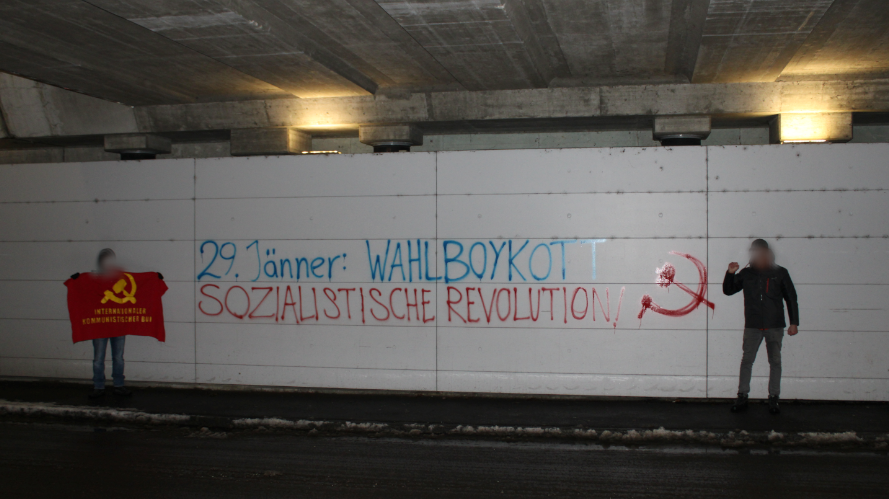 29. Jänner: WAHLBOYKOTT
SOZIALISTISCHE REVOLUTION!
INTERNATIONALER
KOMMUNISTISCHER BUND